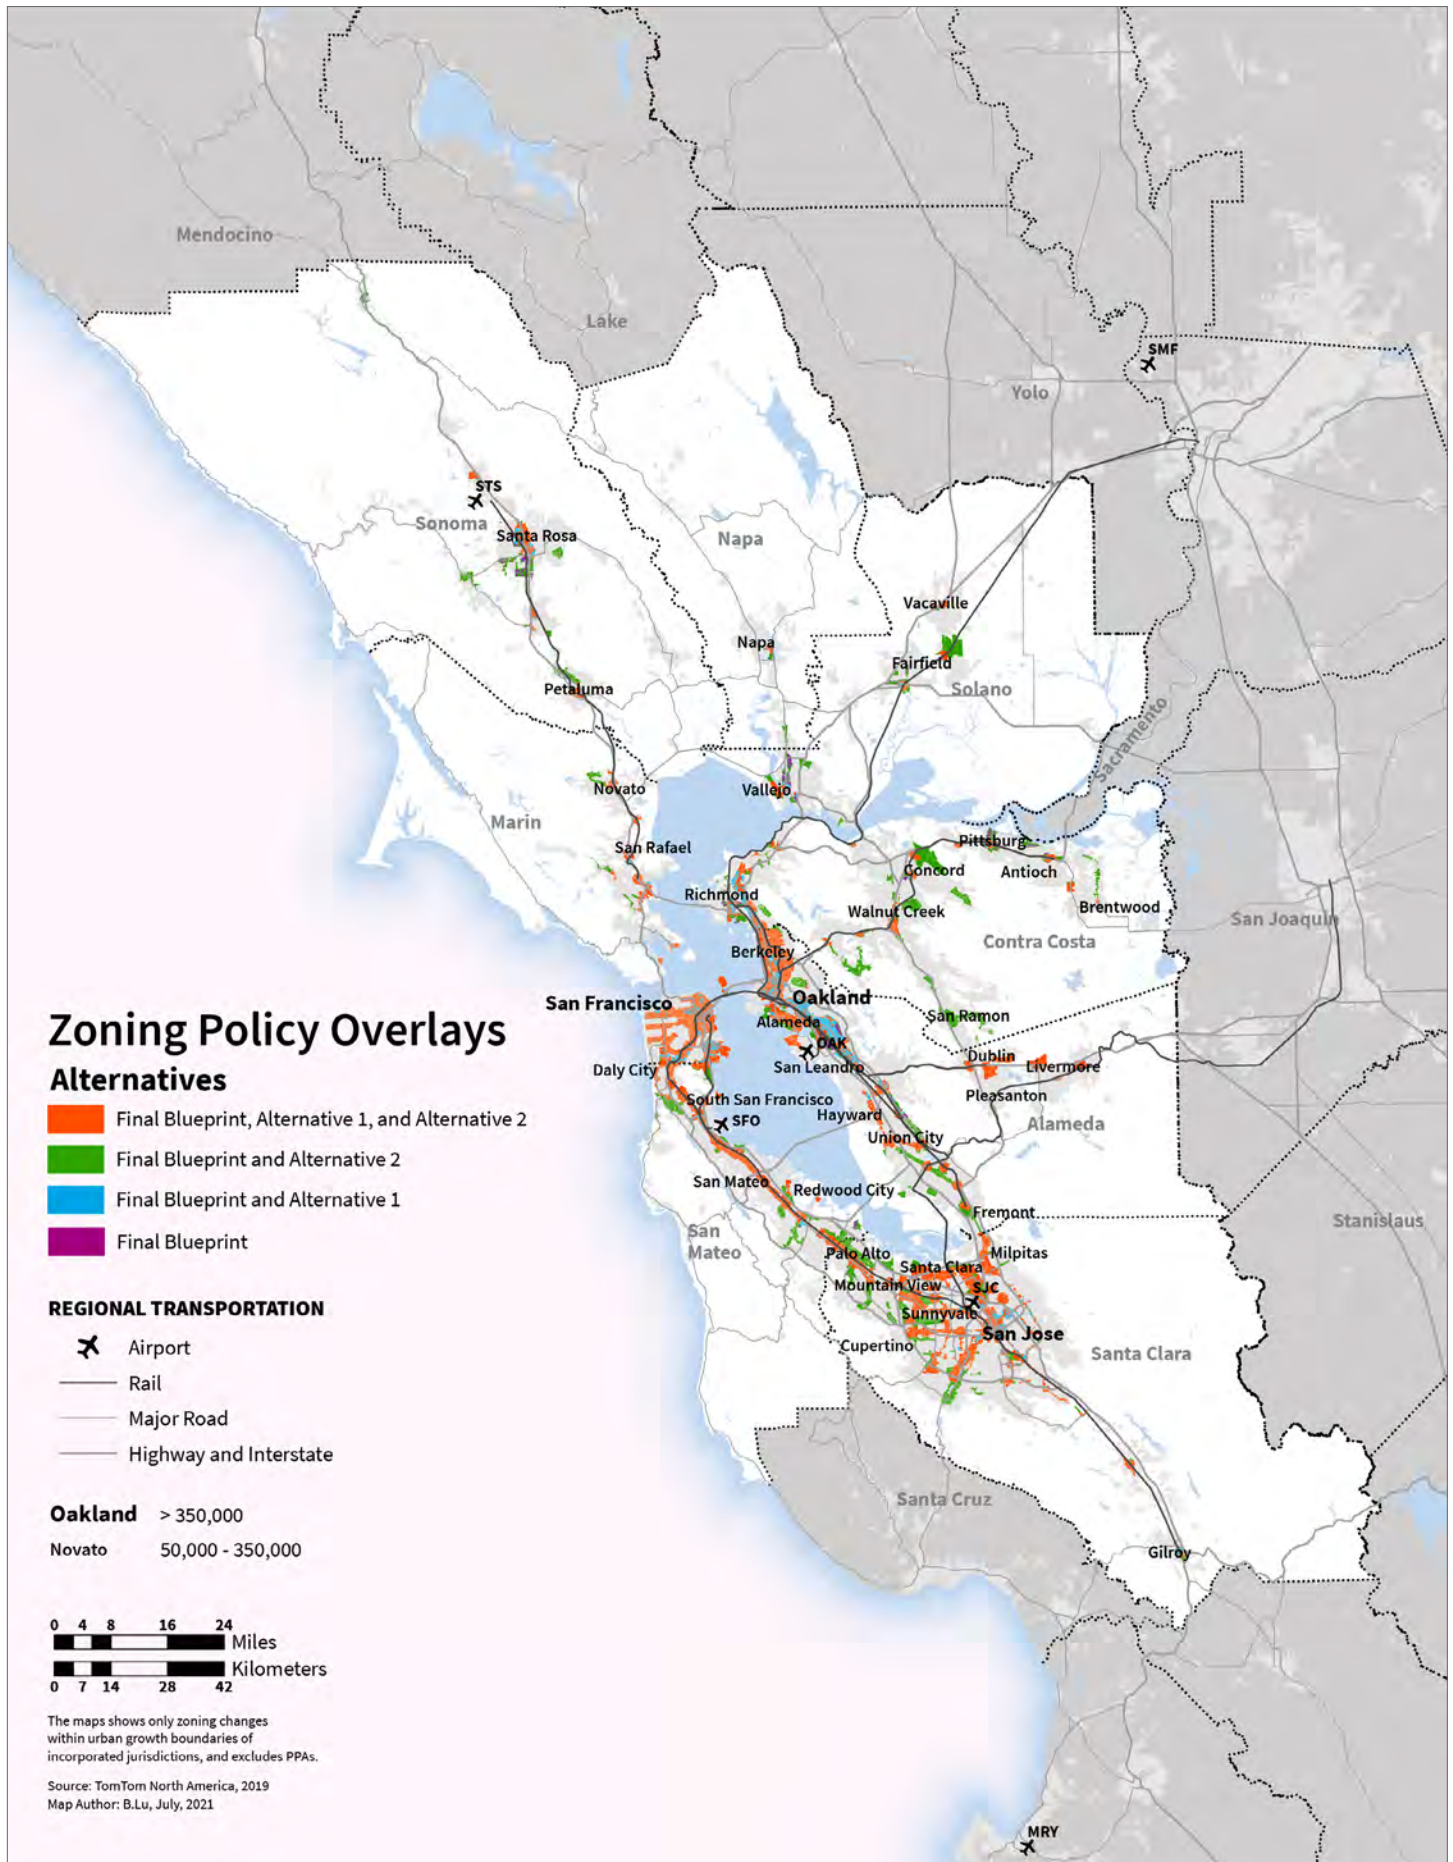 Mendocino
Lake
SMF
Yolo
STS
Sonoma
Santa Rosa
Napa
Vacaville
Napa
Fairfield
Solano
Petaluma
Sacramento
Novato
Vallejo
Marin
San Rafael
Pittsburg
Concord
Antioch
Richmond
Walnut Creek
Brentwood
San Joaquin
Contra Costa
Berkeley
San Francisco
Oakland
Alameda
San Ramon
OAK
Daly City
San Leandro
Dublin
Livermore
Pleasanton
South San Francisco
SFO
Hayward
Alameda
Union City
San Mateo
Redwood City
Fremont
Stanislaus
San
Mateo
Palo Alto
Milpitas
Santa Clara
Mountain View
SJC
Sunnyvale
San Jose
Cupertino
Santa Clara
Santa Cruz
Gilroy
MRY
Zoning Policy Overlays
Alternatives
Final Blueprint, Alternative 1, and Alternative 2
Final Blueprint and Alternative 2
Final Blueprint and Alternative 1
Final Blueprint
REGIONAL TRANSPORTATION
Airport
Rail
Major Road
Highway and Interstate
Oakland > 350,000
Novato 50,000 - 350,000
0 4 8 16 24
Miles
Kilometers
0 7 14 28 42
The maps shows only zoning changes
within urban growth boundaries of
incorporated jurisdictions, and excludes PPAs.
Source: TomTom North America, 2019
Map Author: B.Lu, July, 2021